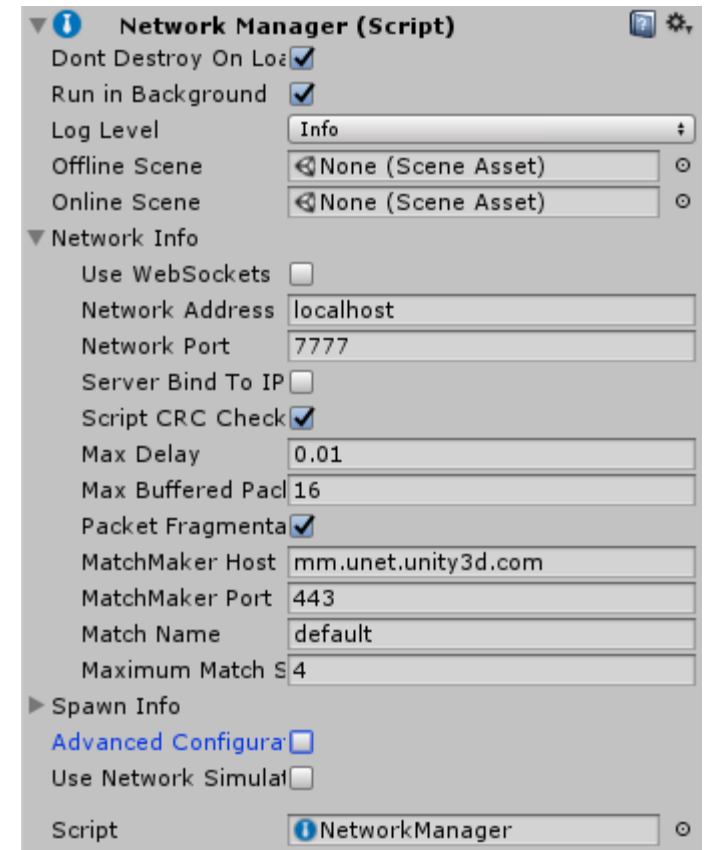 Network Manager (Script)
Dont Destroy On Loa
Run in Background
Log Level Info
Offline Scene None (Scene Asset)
Online Scene None (Scene Asset)
Network Info
Use WebSockets
Network Address localhost
Network Port 7777
Server Bind To IP
Script CRC Check
Max Delay 0.01
Max Buffered Pack 16
Packet Fragmenta
MatchMaker Host mm.unet.unity3d.com
MatchMaker Port 443
Match Name default
Maximum Match S 4
Spawn Info
Advanced Configura
Use Network Simulat
Script NetworkManager